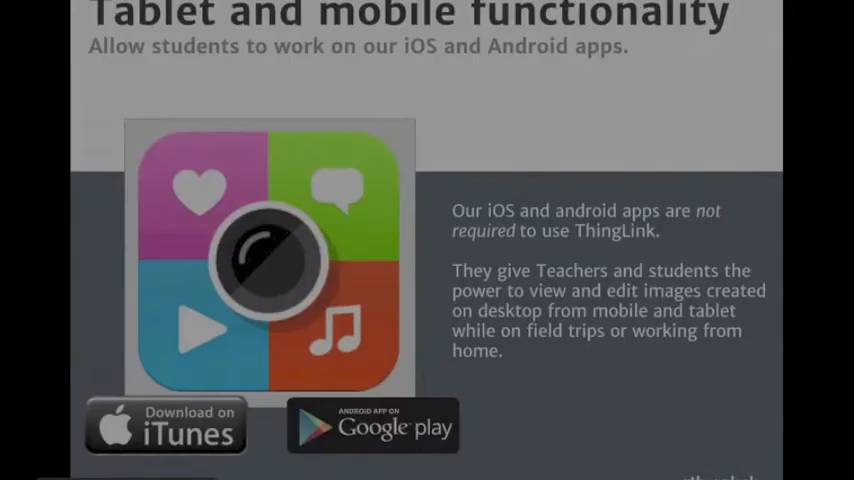 Tablet and mobile functionality
Allow students to work on our iOS and Android apps.
Our iOS and android apps are not
required to use ThingLink.
They give Teachers and students the
power to view and edit images created
on desktop from mobile and tablet
while on field trips or working from
home.
Download on
iTunes
ANDROID APP ON
Google play